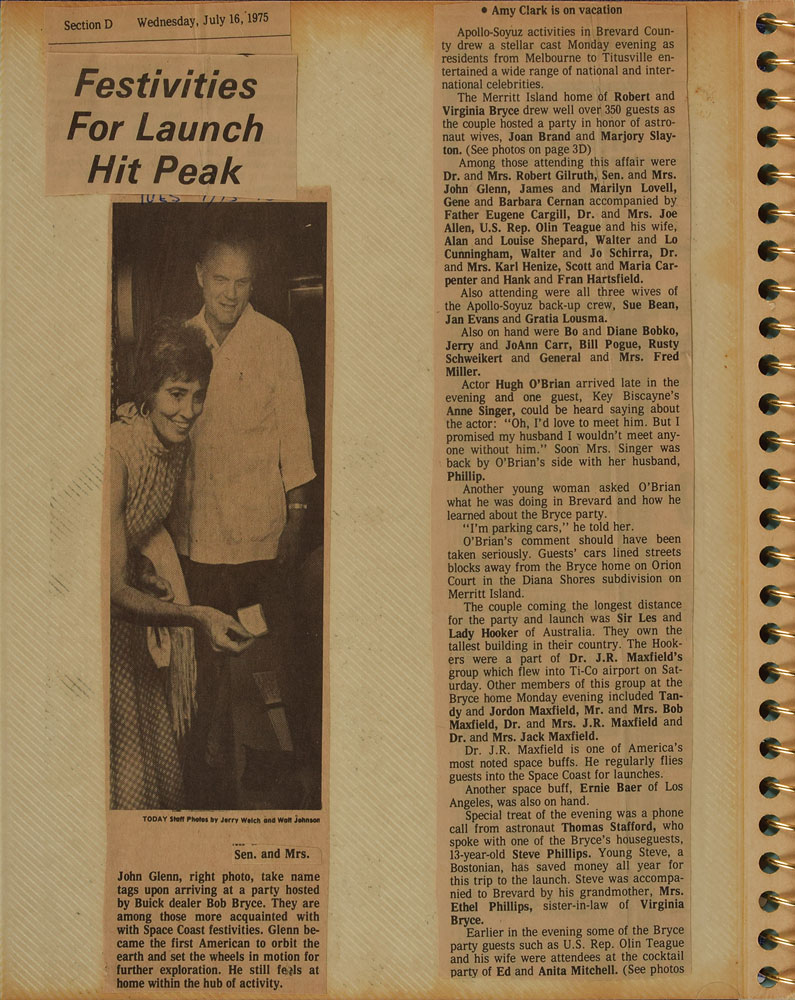 Section D Wednesday, July 16, 1975
Festivities
For Launch
Hit Peak
TUES 7/15
TODAY Staff Photos by Jerry Welch and Walt Johnson
Sen. and Mrs.
John Glenn, right photo, take name
tags upon arriving at a party hosted
by Buick dealer Bob Bryce. They are
among those more acquainted with
with Space Coast festivities. Glenn be-
came the first American to orbit the
earth and set the wheels in motion for
further exploration. He still feels at
home within the hub of activity.
• Amy Clark is on vacation
Apollo-Soyuz activities in Brevard Coun-
ty drew a stellar cast Monday evening as
residents from Melbourne to Titusville en-
tertained a wide range of national and inter-
national celebrities.
The Merritt Island home of Robert and
Virginia Bryce drew well over 350 guests as
the couple hosted a party in honor of astro-
naut wives, Joan Brand and Marjory Slay-
ton. (See photos on page 3D)
Among those attending this affair were
Dr. and Mrs. Robert Gilruth, Sen. and Mrs.
John Glenn, James and Marilyn Lovell,
Gene and Barbara Cernan accompanied by
Father Eugene Cargill, Dr. and Mrs. Joe
Allen, U.S. Rep. Olin Teague and his wife,
Alan and Louise Shepard, Walter and Lo
Cunningham, Walter and Jo Schirra, Dr.
and Mrs. Karl Henize, Scott and Maria Car-
penter and Hank and Fran Hartsfield.
Also attending were all three wives of
the Apollo-Soyuz back-up crew, Sue Bean,
Jan Evans and Gratia Lousma.
Also on hand were Bo and Diane Bobko,
Jerry and JoAnn Carr, Bill Pogue, Rusty
Schweikert and General and Mrs. Fred
Miller.
Actor Hugh O'Brian arrived late in the
evening and one guest, Key Biscayne's
Anne Singer, could be heard saying about
the actor: "Oh, I'd love to meet him. But I
promised my husband I wouldn't meet any-
one without him." Soon Mrs. Singer was
back by O'Brian's side with her husband,
Phillip.
Another young woman asked O'Brian
what he was doing in Brevard and how he
learned about the Bryce party.
"I'm parking cars," he told her.
O'Brian's comment should have been
taken seriously. Guests' cars lined streets
blocks away from the Bryce home on Orion
Court in the Diana Shores subdivision on
Merritt Island.
The couple coming the longest distance
for the party and launch was Sir Les and
Lady Hooker of Australia. They own the
tallest building in their country. The Hook-
ers were a part of Dr. J.R. Maxfield's
group which flew into Ti-Co airport on Sat-
urday. Other members of this group at the
Bryce home Monday evening included Tan-
dy and Jordon Maxfield, Mr. and Mrs. Bob
Maxfield, Dr. and Mrs. J.R. Maxfield and
Dr. and Mrs. Jack Maxfield.
Dr. J.R. Maxfield is one of America's
most noted space buffs. He regularly flies
guests into the Space Coast for launches.
Another space buff, Ernie Baer of Los
Angeles, was also on hand.
Special treat of the evening was a phone
call from astronaut Thomas Stafford, who
spoke with one of the Bryce's houseguests,
13-year-old Steve Phillips. Young Steve, a
Bostonian, has saved money all year for
this trip to the launch. Steve was accompa-
nied to Brevard by his grandmother, Mrs.
Ethel Phillips, sister-in-law of Virginia
Bryce.
Earlier in the evening some of the Bryce
party guests such as U.S. Rep. Olin Teague
and his wife were attendees at the cocktail
party of Ed and Anita Mitchell. (See photos